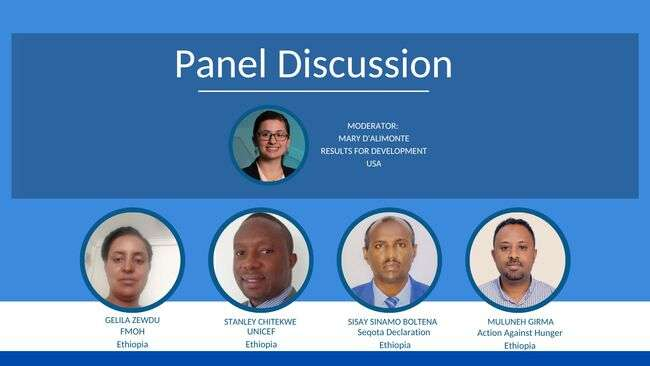 Panel Discussion
MODERATOR:
MARY D'ALIMONTE
RESULTS FOR DEVELOPMENT
USA
GELILA ZEWDU
FMOH
Ethiopia
STANLEY CHITEKWE
UNICEF
Ethiopia
SISAY SINAMO BOLTENA
Seqota Declaration
Ethiopia
MULUNEH GIRMA
Action Against Hunger
Ethiopia